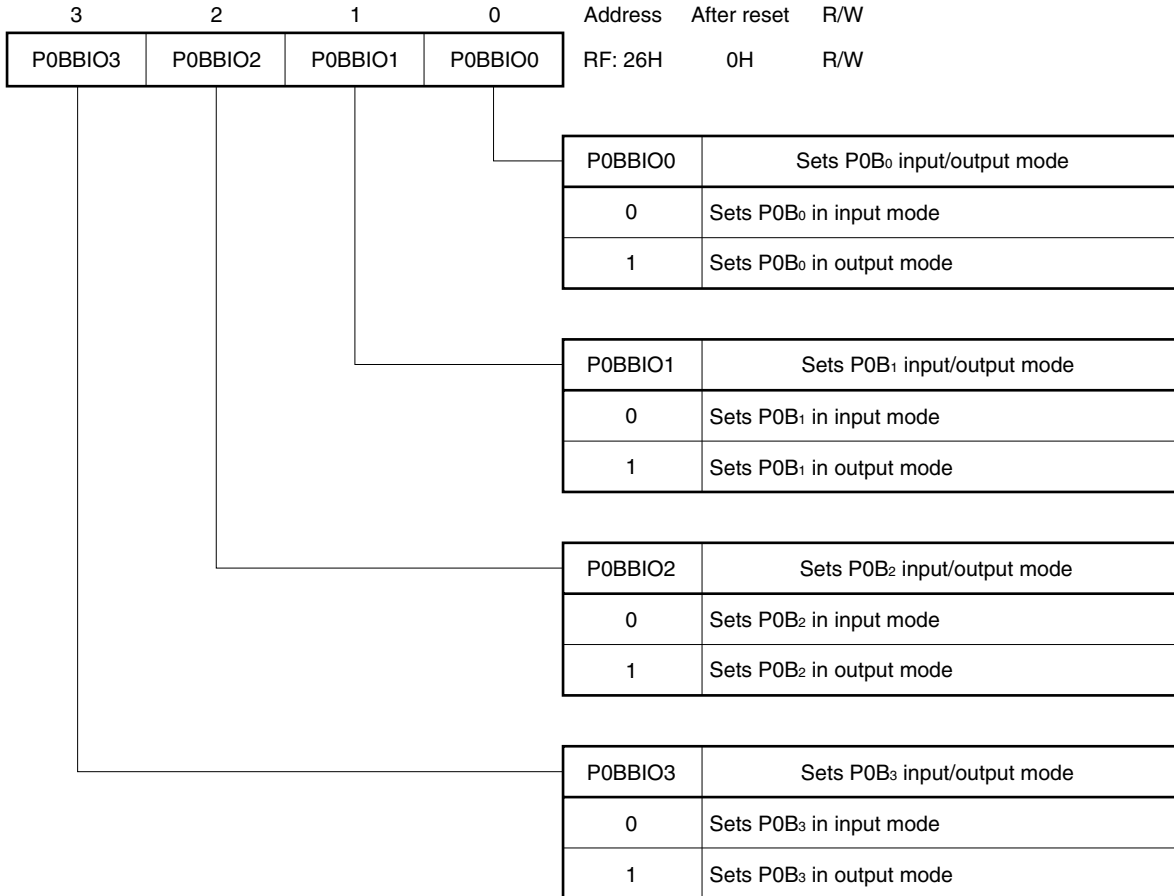 3 2 1 0 Address After reset R/W
P0BBIO3 P0BBIO2 P0BBIO1 P0BBIO0 RF: 26H 0H R/W
P0BBIO0 Sets P0B₀ input/output mode
0 Sets P0B₀ in input mode
1 Sets P0B₀ in output mode
P0BBIO1 Sets P0B₁ input/output mode
0 Sets P0B₁ in input mode
1 Sets P0B₁ in output mode
P0BBIO2 Sets P0B₂ input/output mode
0 Sets P0B₂ in input mode
1 Sets P0B₂ in output mode
P0BBIO3 Sets P0B₃ input/output mode
0 Sets P0B₃ in input mode
1 Sets P0B₃ in output mode